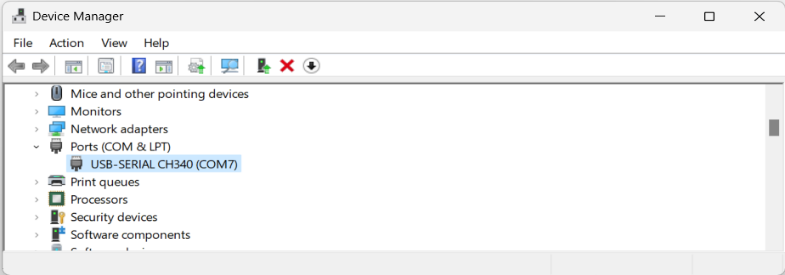 Device Manager
File Action View Help
Mice and other pointing devices
Monitors
Network adapters
Ports (COM & LPT)
USB-SERIAL CH340 (COM7)
Print queues
Processors
Security devices
Software components